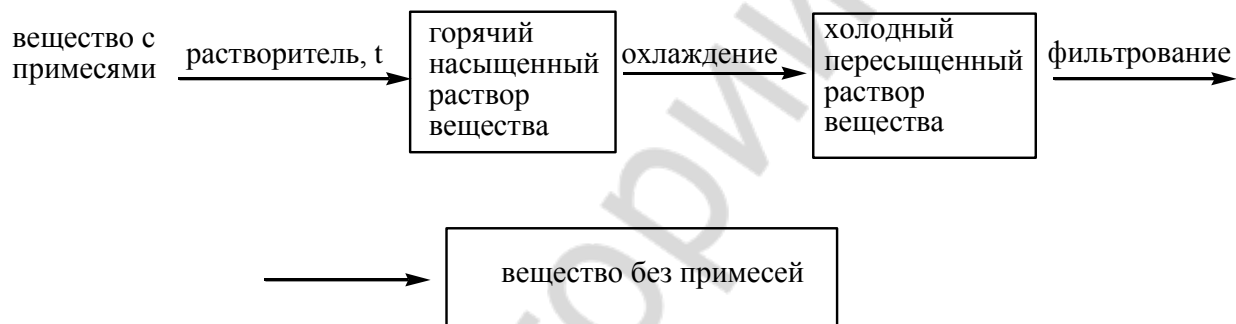 вещество с
примесями
растворитель, t
горячий
насыщенный
раствор
вещества
охлаждение
холодный
пересыщенный
раствор
вещества
фильтрование
вещество без примесей